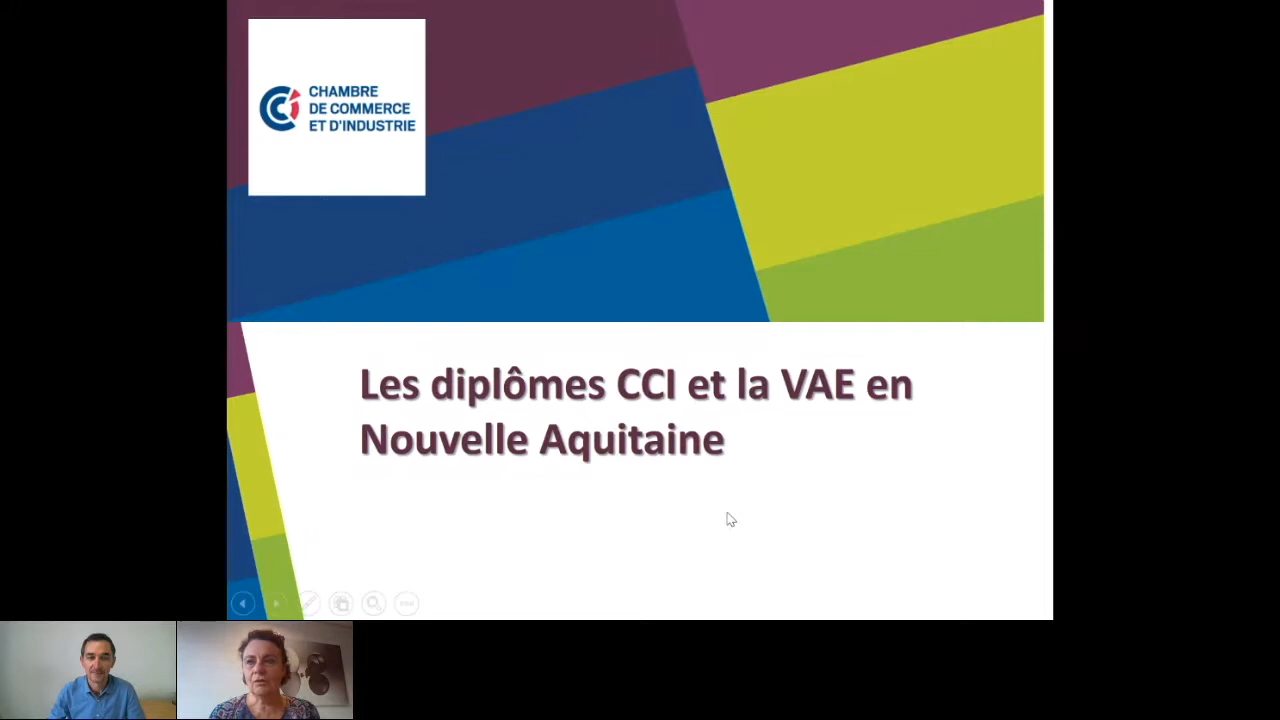 CHAMBRE
DE COMMERCE
ET D'INDUSTRIE
Les diplômes CCI et la VAE en
Nouvelle Aquitaine